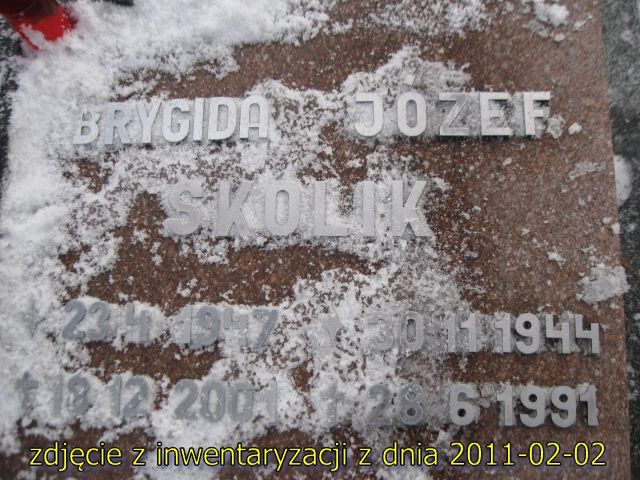 BRYGIDA JÓZEF
SKOLIK
* 23 4 1947 * 30 11 1944
† 18 12 2001 † 28 6 1991
zdjęcie z inwentaryzacji z dnia 2011-02-02